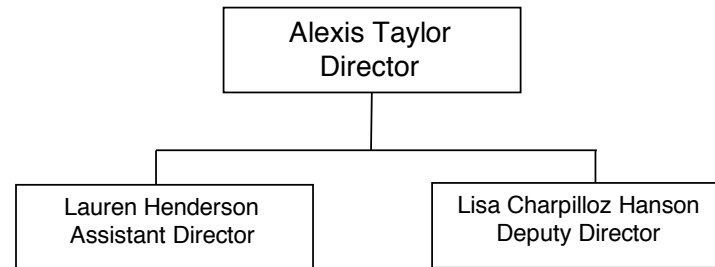 Alexis Taylor
Director
Lauren Henderson
Assistant Director
Lisa Charpilloz Hanson
Deputy Director